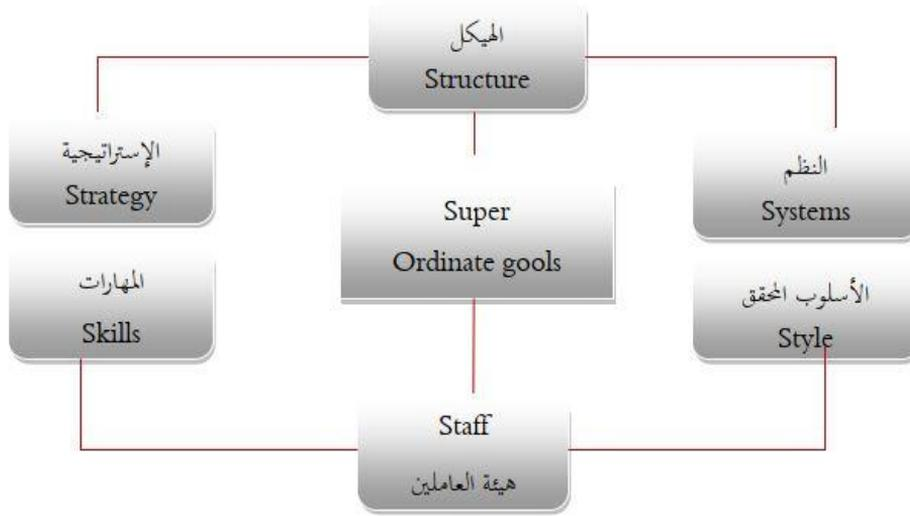 الهيكل
Structure
الإستراتيجية
Strategy
النظم
Systems
Super
Ordinate gools
المهارات
Skills
الأسلوب المحقق
Style
Staff
هيئة العاملين